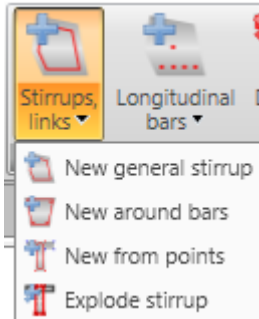 Stirrups, links
Longitudinal bars
New general stirrup
New around bars
New from points
Explode stirrup